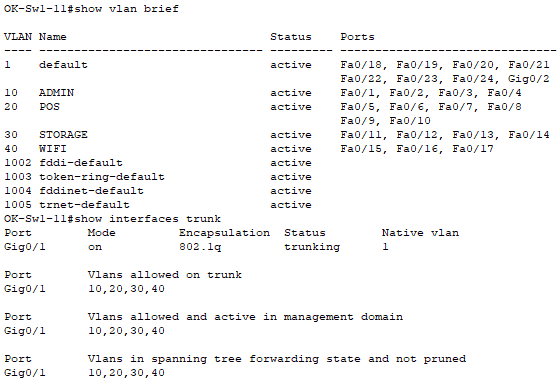 OK-Sw1-L1#show vlan brief
VLAN Name                             Status    Ports
---- -------------------------------- --------- -------------------------------
1    default                          active    Fa0/18, Fa0/19, Fa0/20, Fa0/21
                                                Fa0/22, Fa0/23, Fa0/24, Gig0/2
10   ADMIN                            active    Fa0/1, Fa0/2, Fa0/3, Fa0/4
20   POS                              active    Fa0/5, Fa0/6, Fa0/7, Fa0/8
                                                Fa0/9, Fa0/10
30   STORAGE                          active    Fa0/11, Fa0/12, Fa0/13, Fa0/14
40   WIFI                             active    Fa0/15, Fa0/16, Fa0/17
1002 fddi-default                     active
1003 token-ring-default               active
1004 fddinet-default                  active
1005 trnet-default                    active
OK-Sw1-L1#show interfaces trunk
Port        Mode         Encapsulation  Status        Native vlan
Gig0/1      on           802.1q         trunking      1
Port        Vlans allowed on trunk
Gig0/1      10,20,30,40
Port        Vlans allowed and active in management domain
Gig0/1      10,20,30,40
Port        Vlans in spanning tree forwarding state and not pruned
Gig0/1      10,20,30,40